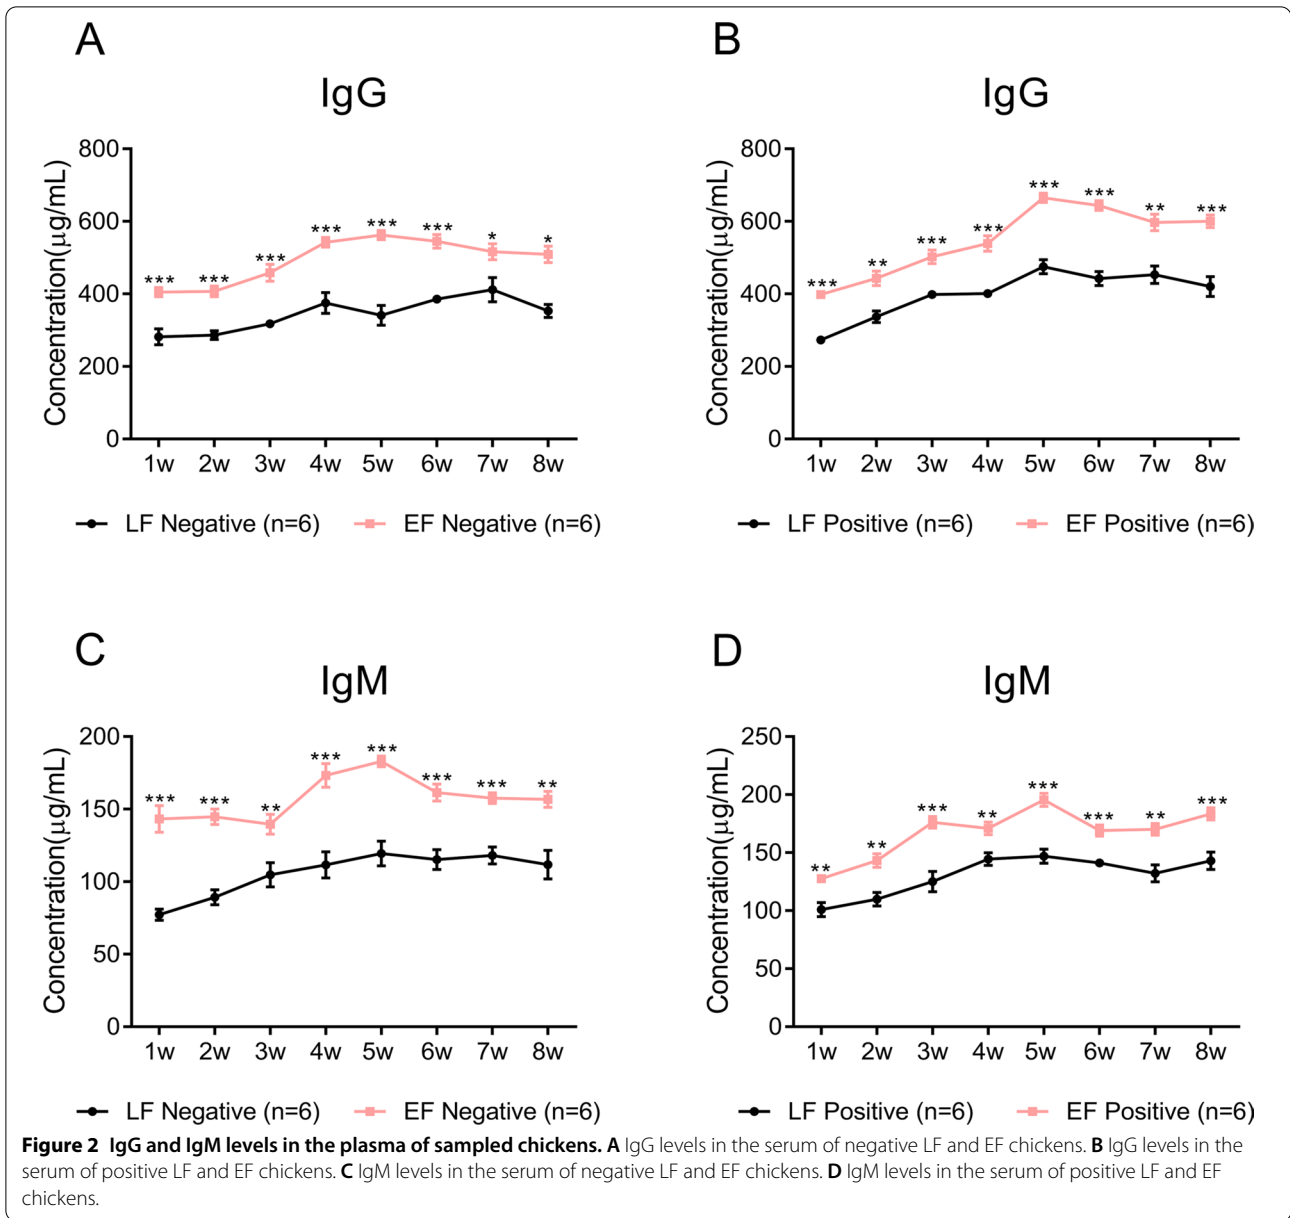 A
IgG
Concentration(μg/mL)
800
600
400
200
0
*** ** *** *** *** *** * *
1w 2w 3w 4w 5w 6w 7w 8w
LF Negative (n=6) EF Negative (n=6)
B
IgG
Concentration(μg/mL)
800
600
400
200
0
*** ** *** *** *** *** ** ***
1w 2w 3w 4w 5w 6w 7w 8w
LF Positive (n=6) EF Positive (n=6)
C
IgM
Concentration(μg/mL)
200
150
100
50
0
*** *** ** *** *** *** *** **
1w 2w 3w 4w 5w 6w 7w 8w
LF Negative (n=6) EF Negative (n=6)
D
IgM
Concentration(μg/mL)
250
200
150
100
50
0
** ** *** ** *** *** ** ***
1w 2w 3w 4w 5w 6w 7w 8w
LF Positive (n=6) EF Positive (n=6)
Figure 2 IgG and IgM levels in the plasma of sampled chickens. A IgG levels in the serum of negative LF and EF chickens. B IgG levels in the
serum of positive LF and EF chickens. C IgM levels in the serum of negative LF and EF chickens. D IgM levels in the serum of positive LF and EF
chickens.